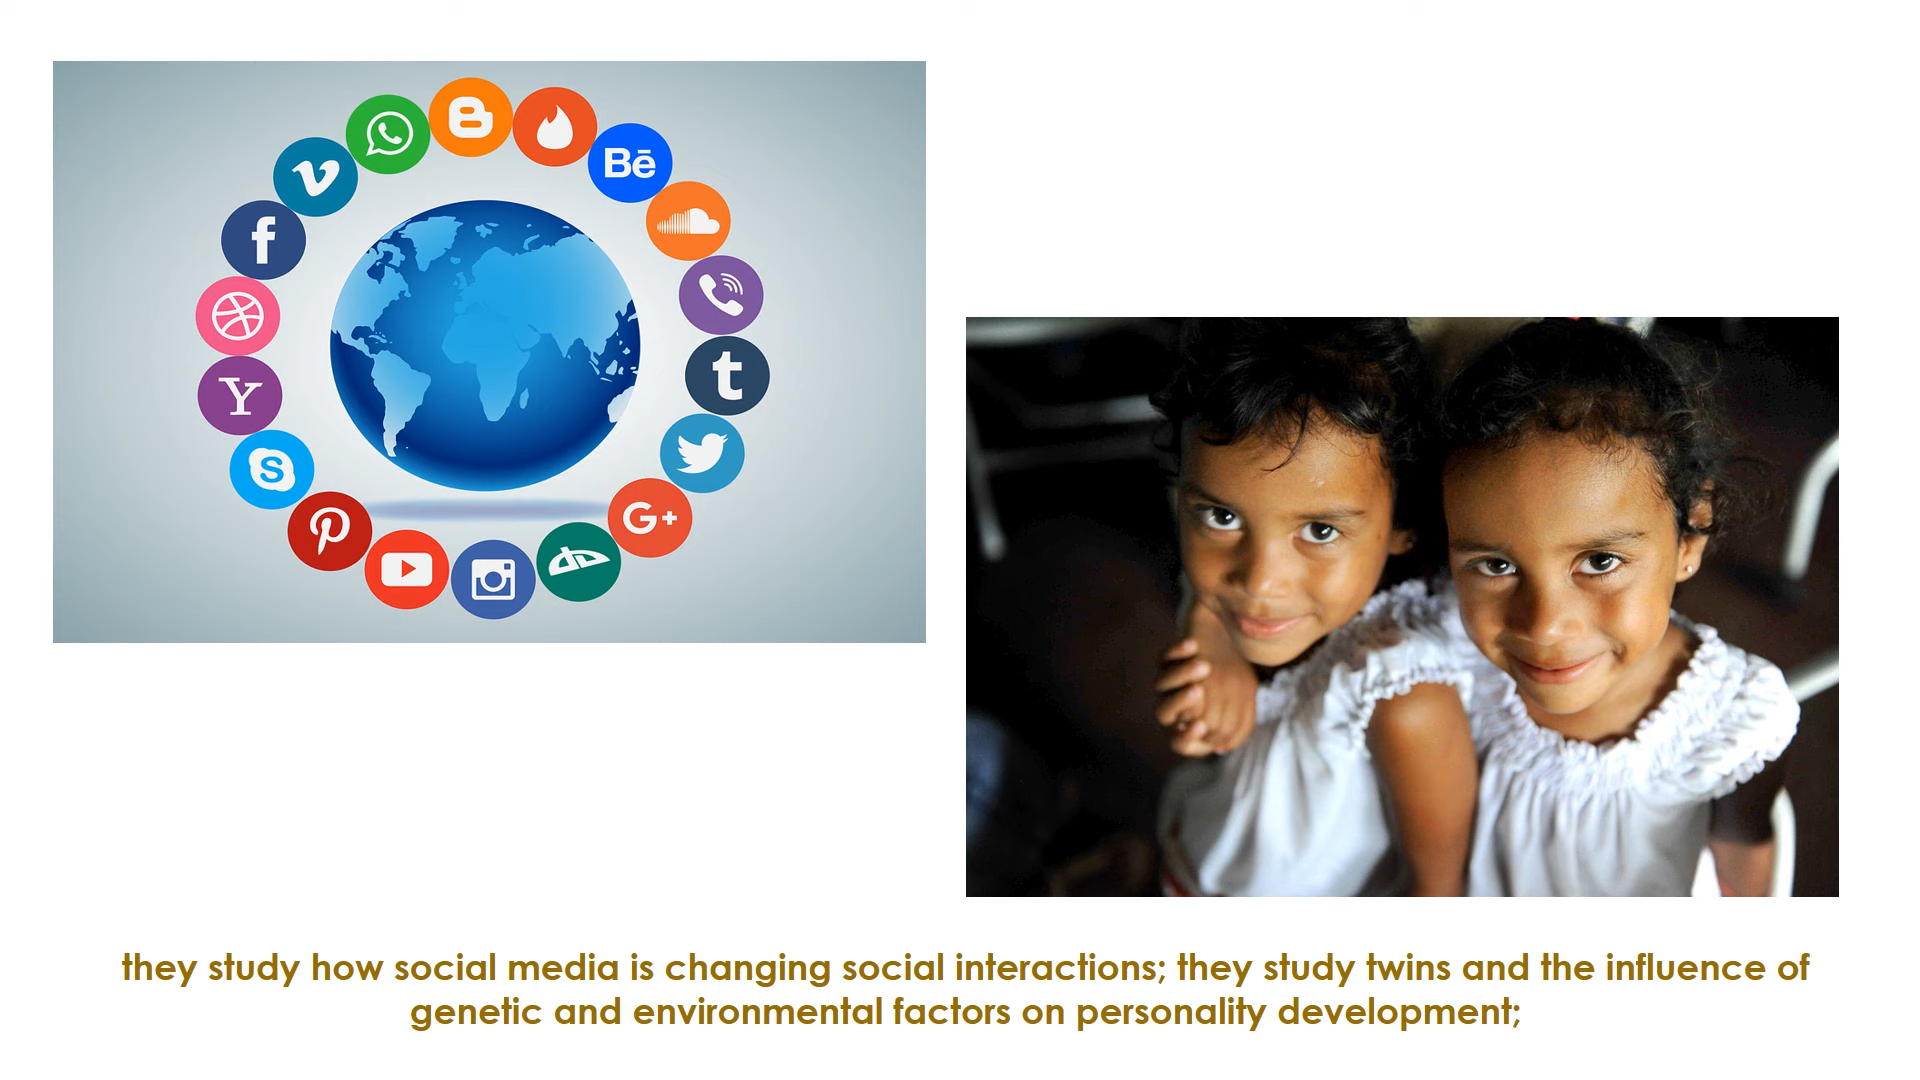 Bē
f
t
Y
S
G+
they study how social media is changing social interactions; they study twins and the influence of
genetic and environmental factors on personality development;